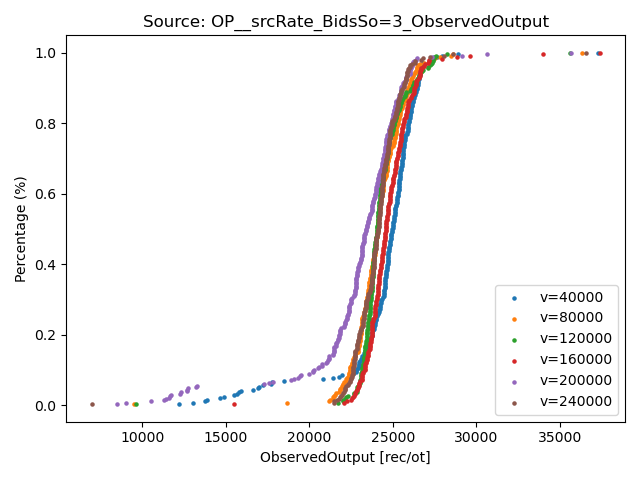 Source: OP__srcRate_BidsSo=3_ObservedOutput
Percentage (%)
1.0
0.8
0.6
0.4
0.2
0.0
v=40000
v=80000
v=120000
v=160000
v=200000
v=240000
10000 15000 20000 25000 30000 35000
ObservedOutput [rec/ot]